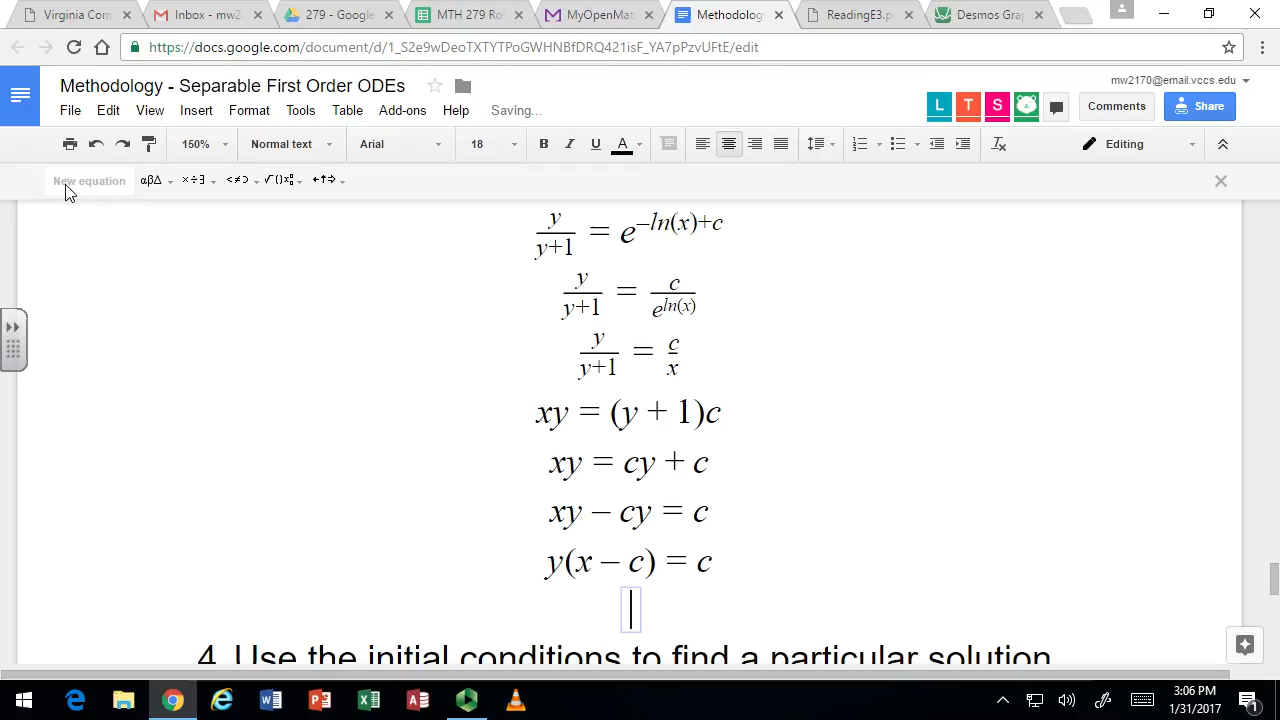 Virginia Com
Inbox - mw2
279 - Google
MTH 279 Ro
MyOpenMat
Methodolog
ReadingE3.p
Desmos Gra
https://docs.google.com/document/d/1_S2e9wDeoTXTYTPoGWHNBfDRQ421isF_YA7pPzvUFtE/edit
Methodology - Separable First Order ODEs
mw2170@email.vccs.edu
File Edit View Insert Table Add-ons Help Saving...
L T S Comments Share
150% Normal text Arial 18 B I U A Editing
New equation αβΔ ×÷∃ <≠⊃
y/(y+1) = e^(−ln(x)+c)
y/(y+1) = c/e^(ln(x))
y/(y+1) = c/x
xy = (y + 1)c
xy = cy + c
xy − cy = c
y(x − c) = c
4. Use the initial conditions to find a particular solution
3:06 PM
1/31/2017